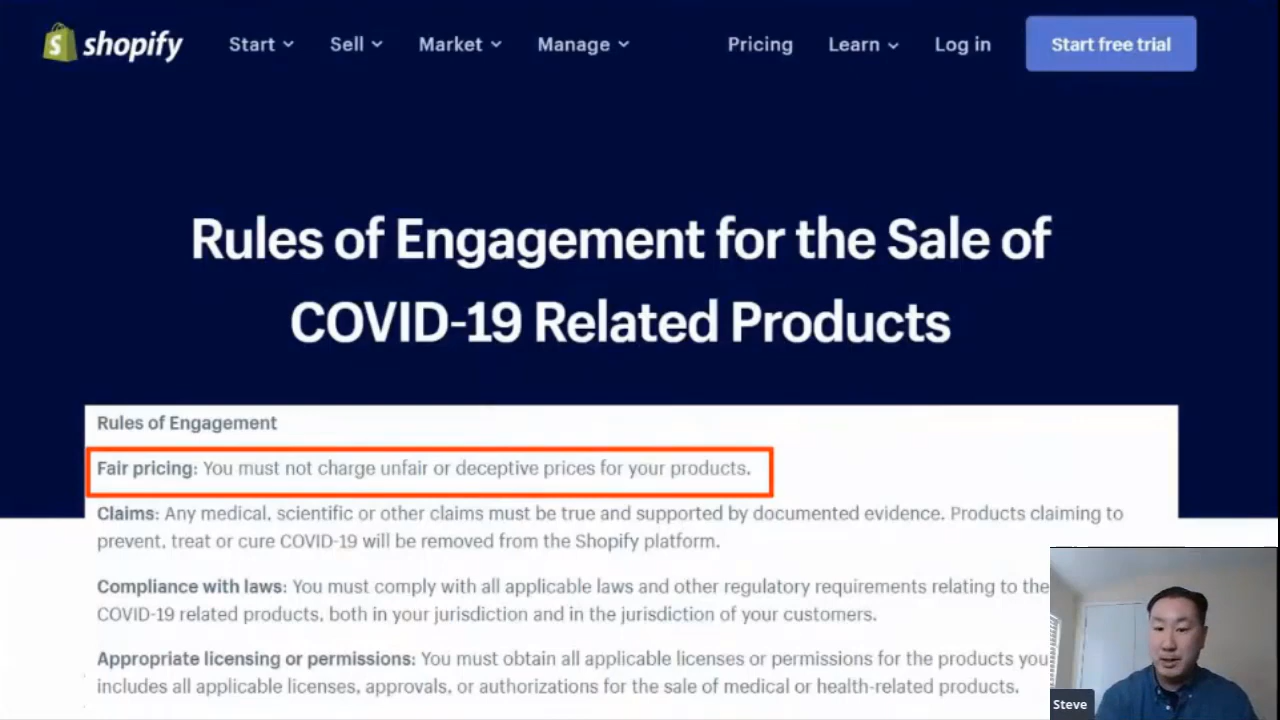 shopify Start Sell Market Manage Pricing Learn Log in Start free trial
Rules of Engagement for the Sale of
COVID-19 Related Products
Rules of Engagement
Fair pricing: You must not charge unfair or deceptive prices for your products.
Claims: Any medical, scientific or other claims must be true and supported by documented evidence. Products claiming to
prevent, treat or cure COVID-19 will be removed from the Shopify platform.
Compliance with laws: You must comply with all applicable laws and other regulatory requirements relating to the
COVID-19 related products, both in your jurisdiction and in the jurisdiction of your customers.
Appropriate licensing or permissions: You must obtain all applicable licenses or permissions for the products you
includes all applicable licenses, approvals, or authorizations for the sale of medical or health-related products.
Steve